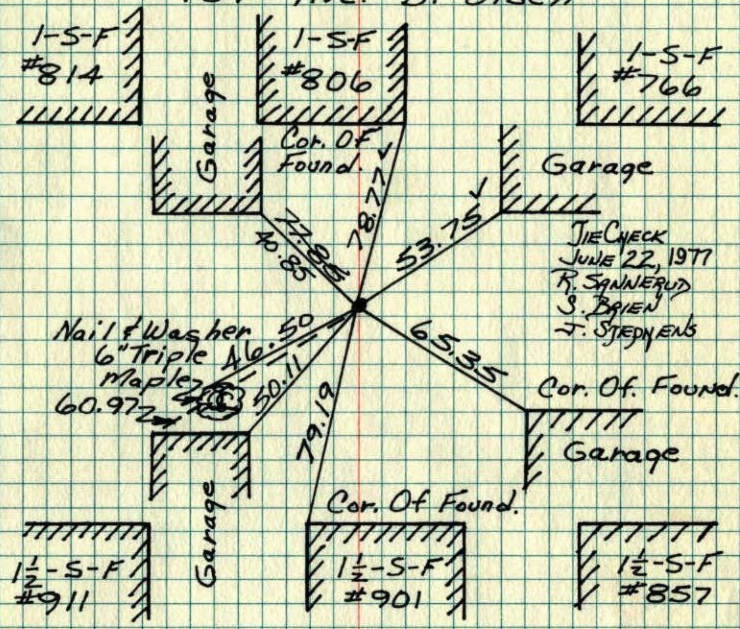 1-S-F
#814
Garage
1-S-F
#806
1-S-F
#766
Cor. Of
Found.
78.77
53.75
Garage
40.85
TIE CHECK
JUNE 22, 1977
R. SANNERUD
S. BRIEN
J. STEPHENS
Nail & Washer
6" Triple
Maple
60.97
46.50
50.11
79.19
65.35
Cor. Of. Found.
Garage
Garage
Cor. Of Found.
1½-S-F
#911
1½-S-F
#901
1½-S-F
#857